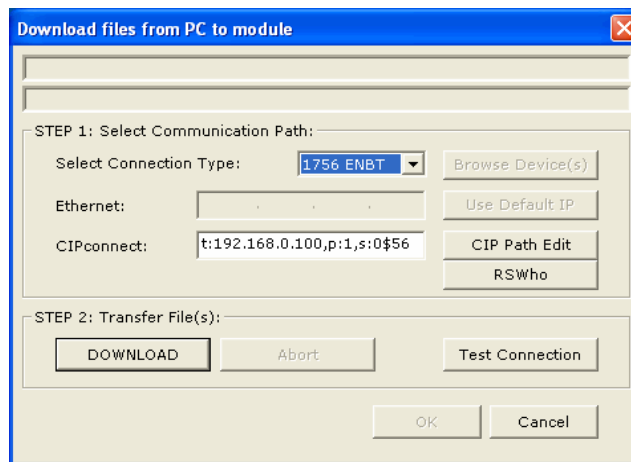 Download files from PC to module
STEP 1: Select Communication Path:
Select Connection Type: 1756 ENBT Browse Device(s)
Ethernet: . . . Use Default IP
CIPconnect: t:192.168.0.100,p:1,s:0$56 CIP Path Edit
RSWho
STEP 2: Transfer File(s):
DOWNLOAD Abort Test Connection
OK Cancel